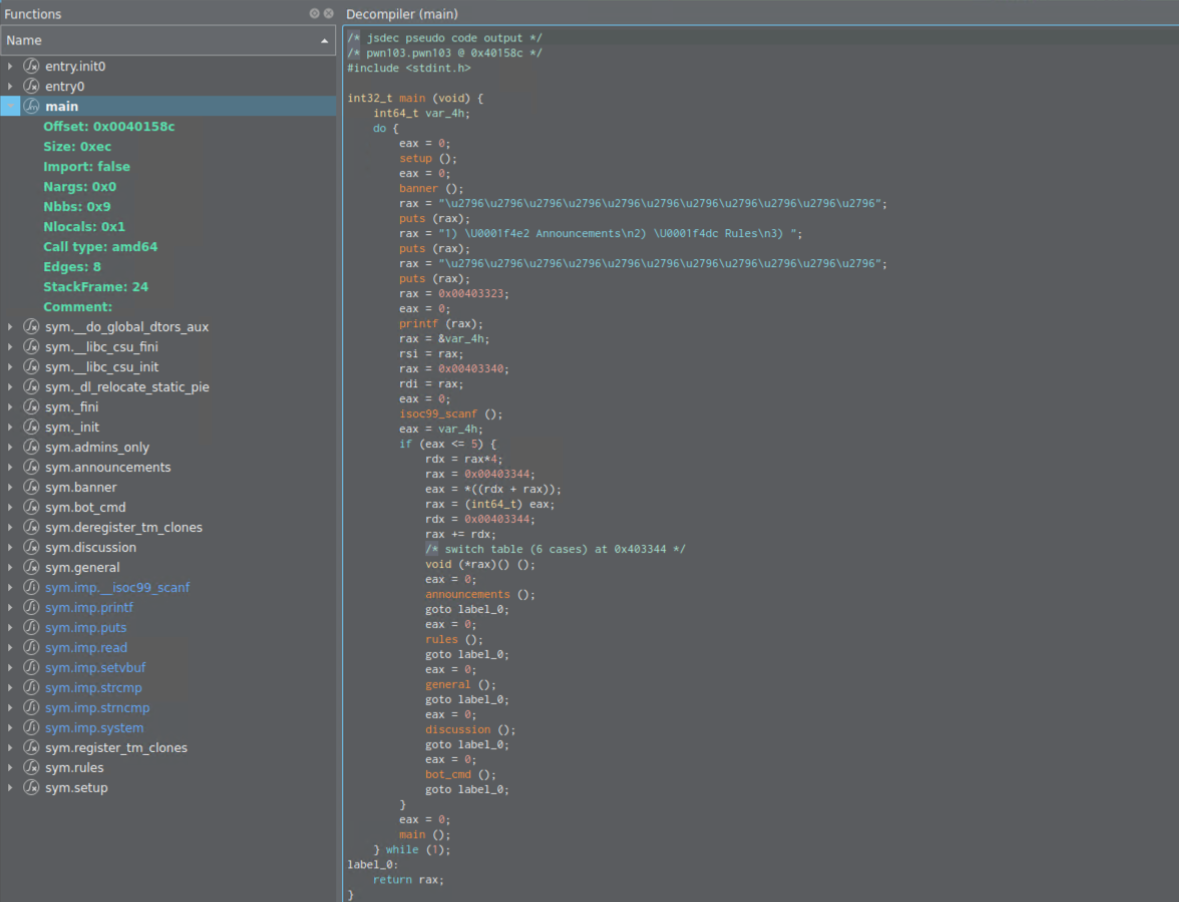 Functions
Name
entry.init0
entry0
main
Offset: 0x0040158c
Size: 0xec
Import: false
Nargs: 0x0
Nbbs: 0x9
Nlocals: 0x1
Call type: amd64
Edges: 8
StackFrame: 24
Comment:
sym.__do_global_dtors_aux
sym.__libc_csu_fini
sym.__libc_csu_init
sym._dl_relocate_static_pie
sym._fini
sym._init
sym.admins_only
sym.announcements
sym.banner
sym.bot_cmd
sym.deregister_tm_clones
sym.discussion
sym.general
sym.imp.__isoc99_scanf
sym.imp.printf
sym.imp.puts
sym.imp.read
sym.imp.setvbuf
sym.imp.strcmp
sym.imp.strncmp
sym.imp.system
sym.register_tm_clones
sym.rules
sym.setup
Decompiler (main)
/* jsdec pseudo code output */
/* pwn103.pwn103 @ 0x40158c */
#include <stdint.h>
int32_t main (void) {
int64_t var_4h;
do {
eax = 0;
setup ();
eax = 0;
banner ();
rax = "\u2796\u2796\u2796\u2796\u2796\u2796\u2796\u2796\u2796\u2796\u2796";
puts (rax);
rax = "1) \U0001f4e2 Announcements\n2) \U0001f4dc Rules\n3) ";
puts (rax);
rax = "\u2796\u2796\u2796\u2796\u2796\u2796\u2796\u2796\u2796\u2796\u2796";
puts (rax);
rax = 0x00403323;
eax = 0;
printf (rax);
rax = &var_4h;
rsi = rax;
rax = 0x00403340;
rdi = rax;
eax = 0;
isoc99_scanf ();
eax = var_4h;
if (eax <= 5) {
rdx = rax*4;
rax = 0x00403344;
eax = *((rdx + rax));
rax = (int64_t) eax;
rdx = 0x00403344;
rax += rdx;
/* switch table (6 cases) at 0x403344 */
void (*rax)() ();
eax = 0;
announcements ();
goto label_0;
eax = 0;
rules ();
goto label_0;
eax = 0;
general ();
goto label_0;
eax = 0;
discussion ();
goto label_0;
eax = 0;
bot_cmd ();
goto label_0;
}
eax = 0;
main ();
} while (1);
label_0:
return rax;
}